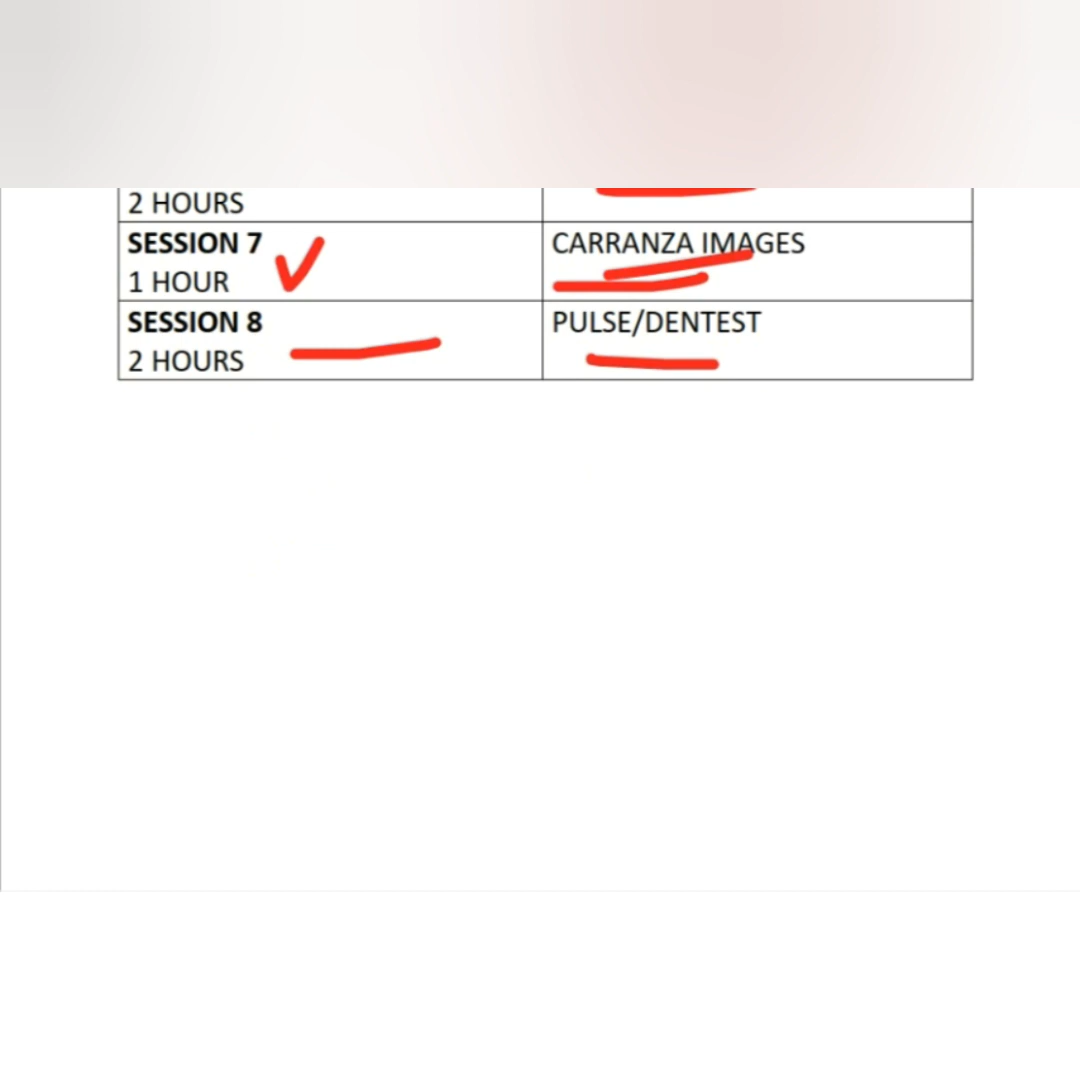 2 HOURS
SESSION 7
CARRANZA IMAGES
1 HOUR
SESSION 8
PULSE/DENTEST
2 HOURS